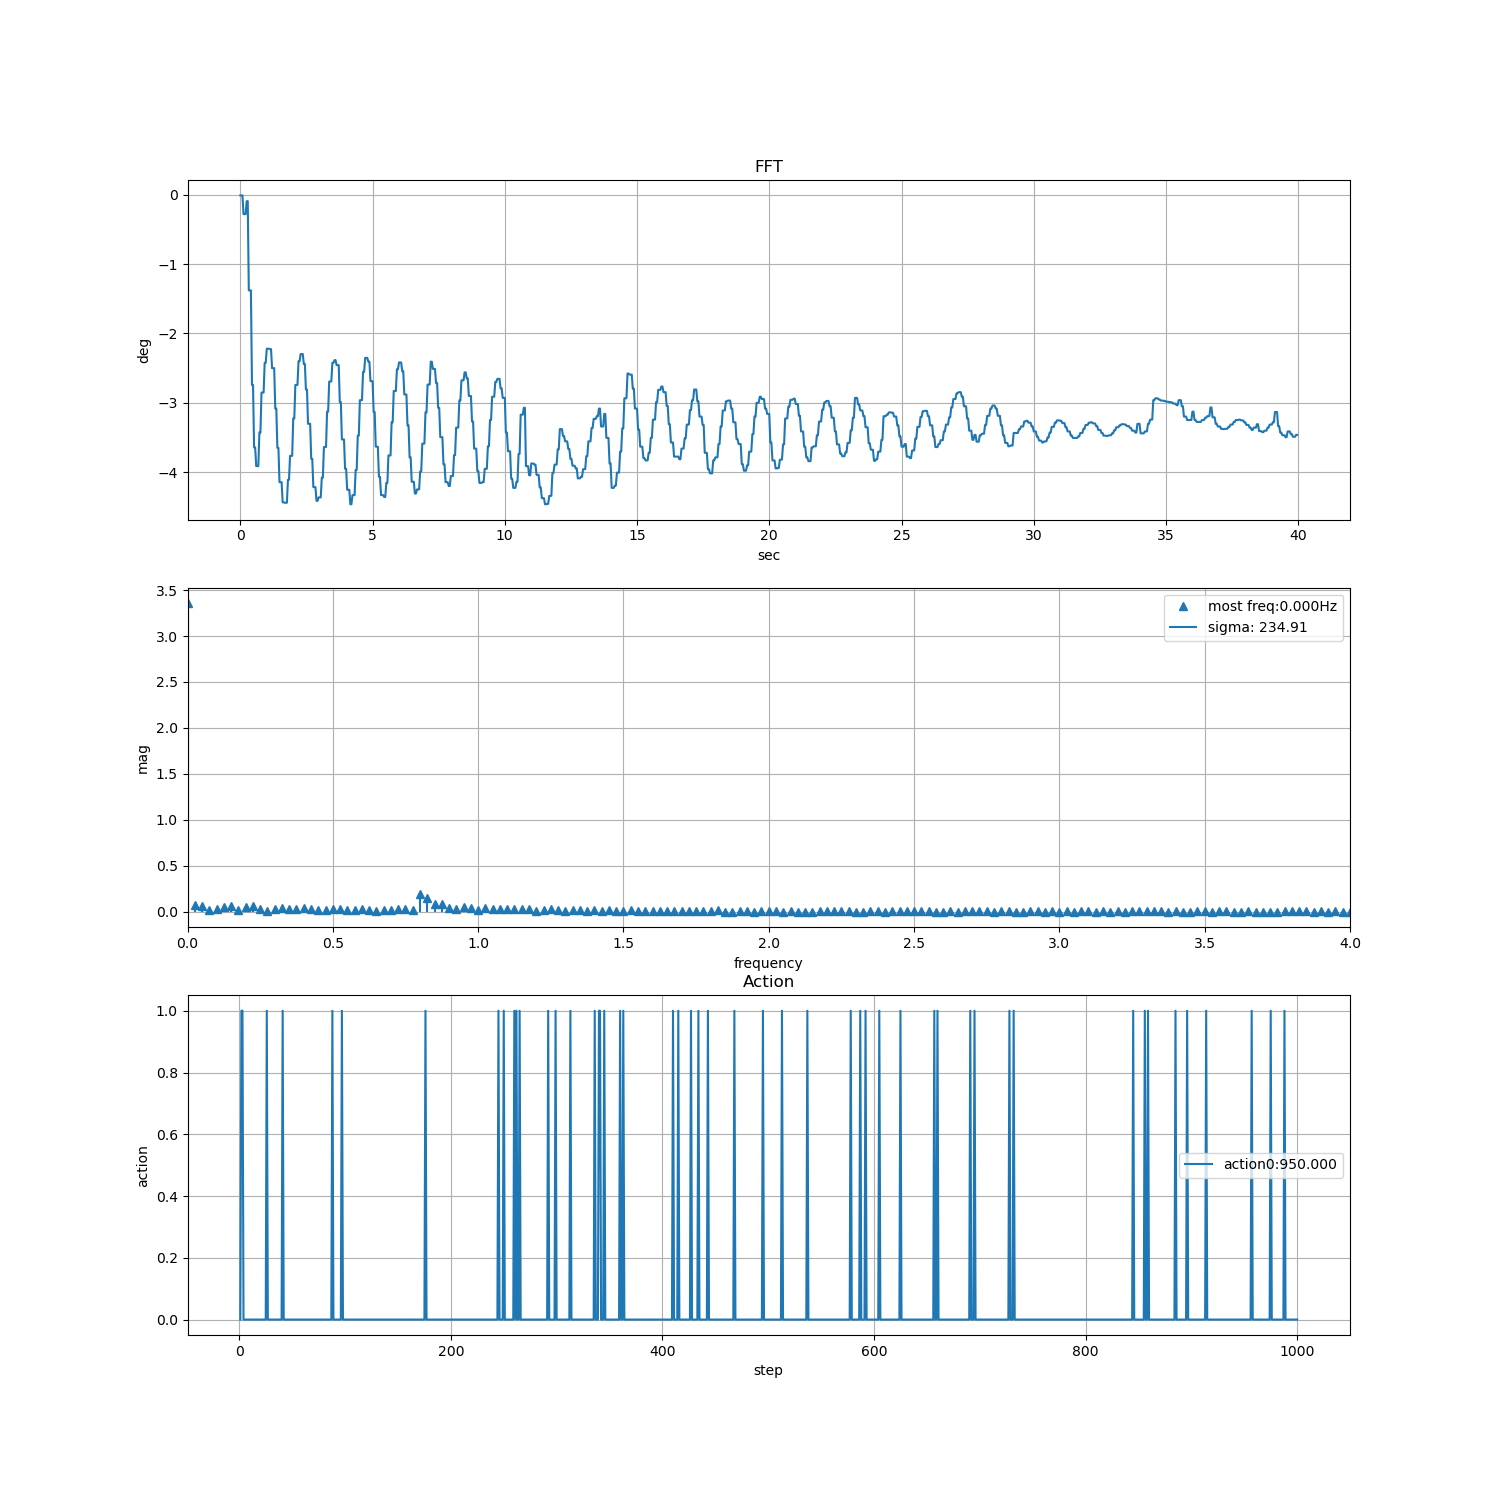 FFT
0
−1
−2
−3
−4
deg
0 5 10 15 20 25 30 35 40
sec
3.5
3.0
2.5
2.0
1.5
1.0
0.5
0.0
mag
most freq:0.000Hz
sigma: 234.91
0.0 0.5 1.0 1.5 2.0 2.5 3.0 3.5 4.0
frequency
Action
1.0
0.8
0.6
0.4
0.2
0.0
action
action0:950.000
0 200 400 600 800 1000
step